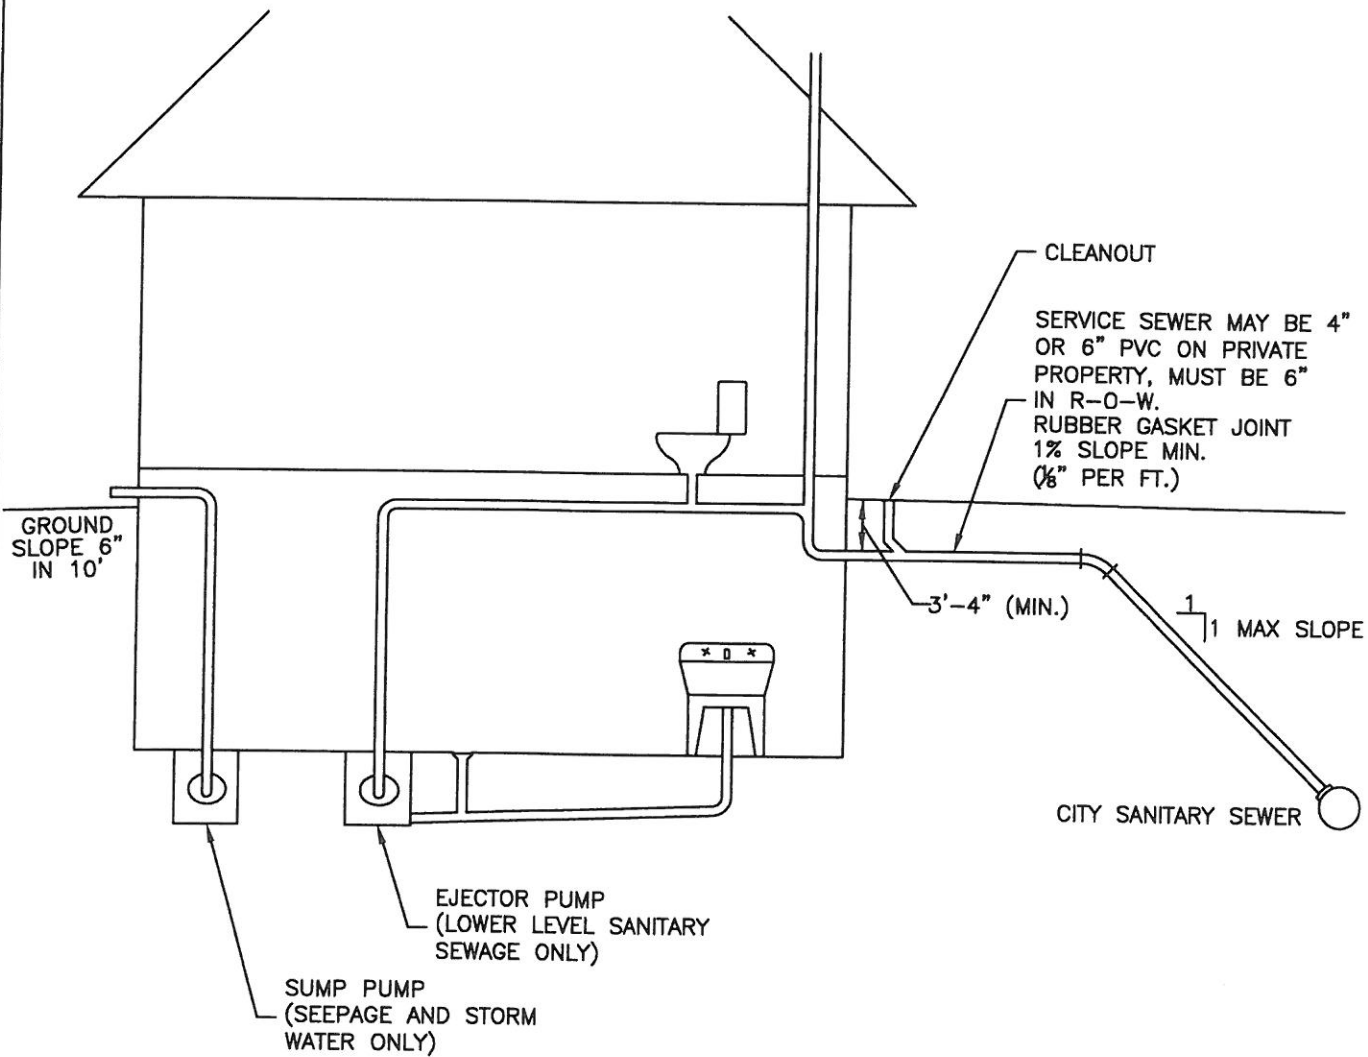 CLEANOUT
SERVICE SEWER MAY BE 4"
OR 6" PVC ON PRIVATE
PROPERTY, MUST BE 6"
IN R-O-W.
RUBBER GASKET JOINT
1% SLOPE MIN.
(⅛" PER FT.)
GROUND
SLOPE 6"
IN 10'
3'-4" (MIN.)
1
1 MAX SLOPE
CITY SANITARY SEWER
EJECTOR PUMP
(LOWER LEVEL SANITARY
SEWAGE ONLY)
SUMP PUMP
(SEEPAGE AND STORM
WATER ONLY)